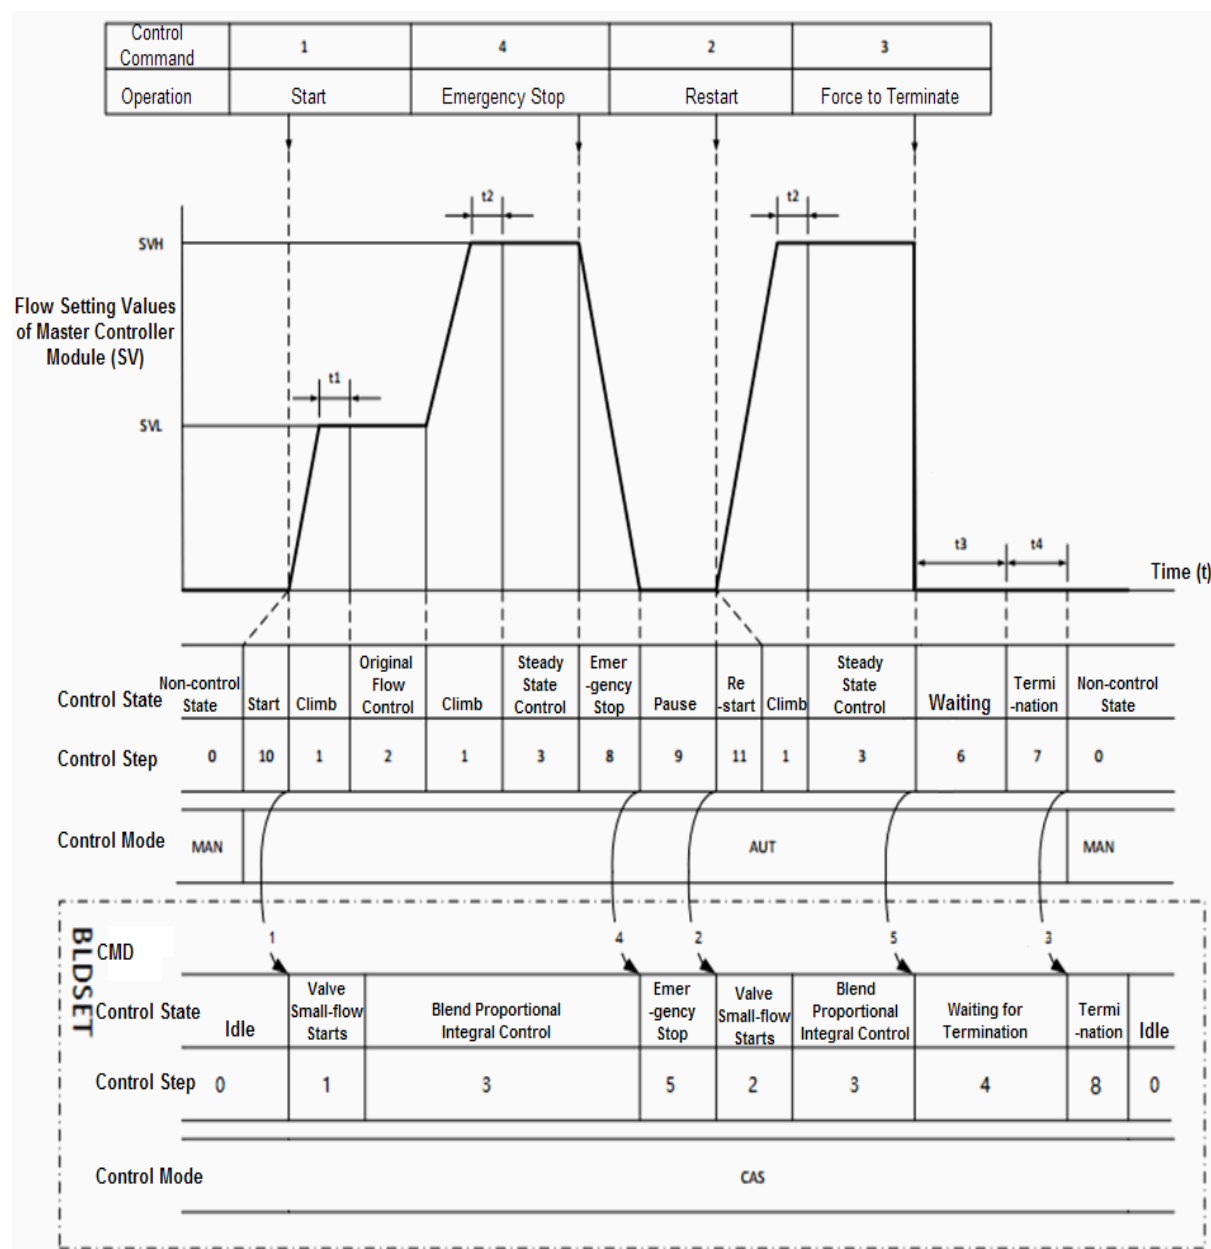 Control
Command
1
4
2
3
Operation
Start
Emergency Stop
Restart
Force to Terminate
t2
t2
SVH
Flow Setting Values
of Master Controller
Module (SV)
t1
SVL
t3
t4
Time (t)
Control State
Non-control
State
Start
Climb
Original
Flow
Control
Climb
Steady
State
Control
Emer
-gency
Stop
Pause
Re
-start
Climb
Steady
State
Control
Waiting
Termi
-nation
Non-control
State
Control Step
0
10
1
2
1
3
8
9
11
1
3
6
7
0
Control Mode
MAN
AUT
MAN
BLDSET
CMD
1
4
2
5
3
Control State
Idle
Valve
Small-flow
Starts
Blend Proportional
Integral Control
Emer
-gency
Stop
Valve
Small-flow
Starts
Blend
Proportional
Integral Control
Waiting for
Termination
Termi
-nation
Idle
Control Step
0
1
3
5
2
3
4
8
0
Control Mode
CAS